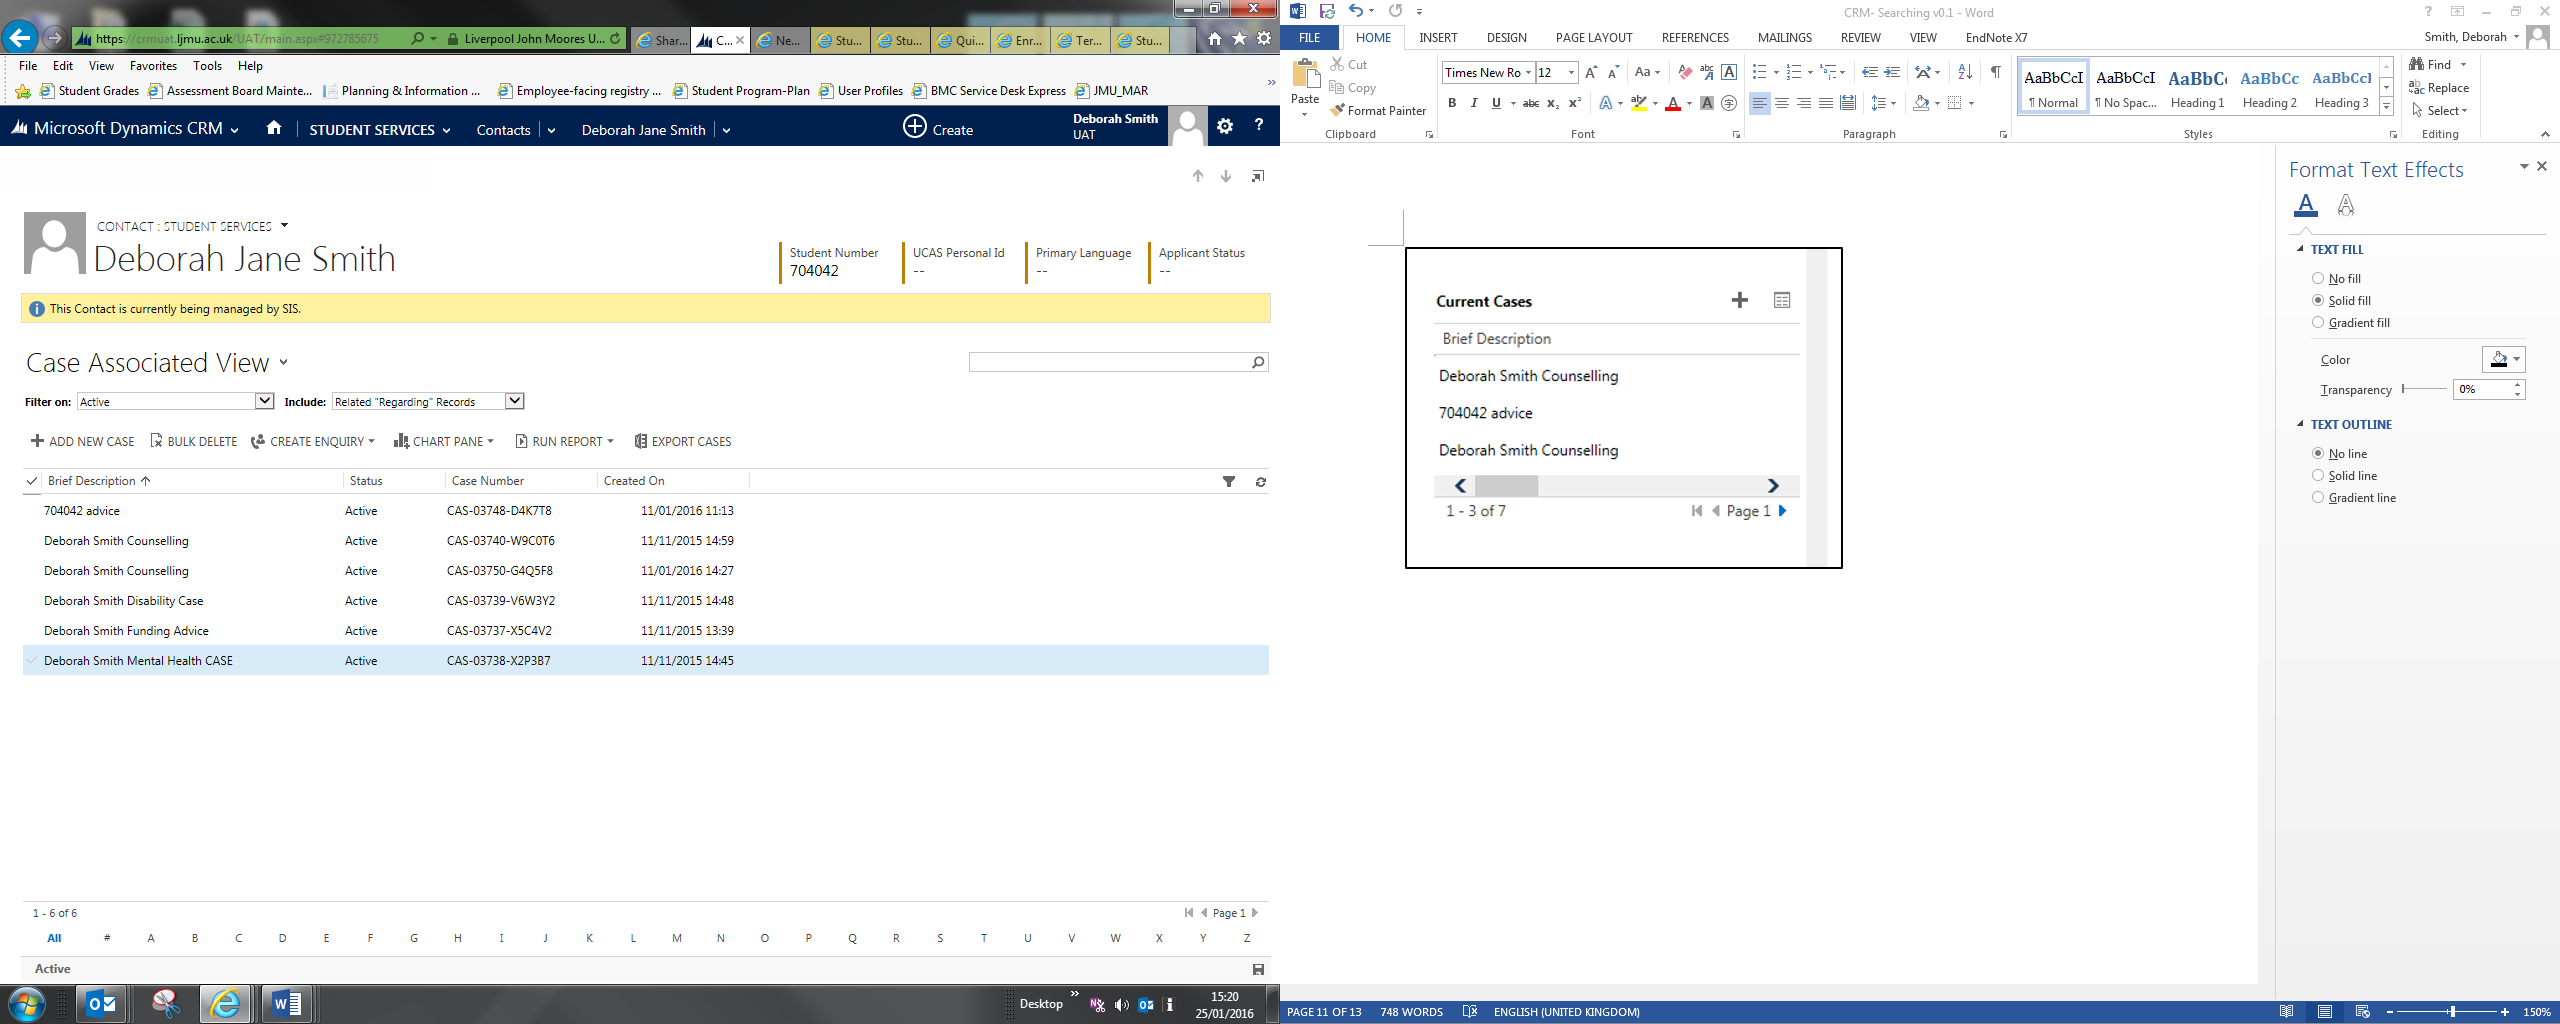 https://crmuat.ljmu.ac.uk/UAT/main.aspx#972785675
Liverpool John Moores U...
Shar...
C...
Ne...
Stu...
Stu...
Qui...
Enr...
Ter...
Stu...
File Edit View Favorites Tools Help
Student Grades
Assessment Board Mainte...
Planning & Information ...
Employee-facing registry ...
Student Program-Plan
User Profiles
BMC Service Desk Express
JMU_MAR
Microsoft Dynamics CRM
STUDENT SERVICES
Contacts
Deborah Jane Smith
Create
Deborah Smith
UAT
?
CONTACT : STUDENT SERVICES
Deborah Jane Smith
Student Number
704042
UCAS Personal Id
--
Primary Language
--
Applicant Status
--
This Contact is currently being managed by SIS.
Case Associated View
Filter on: Active
Include: Related "Regarding" Records
ADD NEW CASE
BULK DELETE
CREATE ENQUIRY
CHART PANE
RUN REPORT
EXPORT CASES
Brief Description Status Case Number Created On
704042 advice Active CAS-03748-D4K7T8 11/01/2016 11:13
Deborah Smith Counselling Active CAS-03740-W9C0T6 11/11/2015 14:59
Deborah Smith Counselling Active CAS-03750-G4Q5F8 11/01/2016 14:27
Deborah Smith Disability Case Active CAS-03739-V6W3Y2 11/11/2015 14:48
Deborah Smith Funding Advice Active CAS-03737-X5C4V2 11/11/2015 13:39
Deborah Smith Mental Health CASE Active CAS-03738-X2P3B7 11/11/2015 14:45
1 - 6 of 6
Page 1
All # A B C D E F G H I J K L M N O P Q R S T U V W X Y Z
Active
Desktop
15:20
25/01/2016
CRM- Searching v0.1 - Word
FILE HOME INSERT DESIGN PAGE LAYOUT REFERENCES MAILINGS REVIEW VIEW EndNote X7
Smith, Deborah
Paste
Cut
Copy
Format Painter
Clipboard
Times New Ro
12
Aa
B I U abc x₂ x²
Font
Paragraph
AaBbCcI
¶ Normal
AaBbCcI
¶ No Spac...
AaBbC
Heading 1
AaBbCc
Heading 2
AaBbCcI
Heading 3
Styles
Find
Replace
Select
Editing
Current Cases
Brief Description
Deborah Smith Counselling
704042 advice
Deborah Smith Counselling
1 - 3 of 7
Page 1
Format Text Effects
TEXT FILL
No fill
Solid fill
Gradient fill
Color
Transparency 0%
TEXT OUTLINE
No line
Solid line
Gradient line
PAGE 11 OF 13
748 WORDS
ENGLISH (UNITED KINGDOM)
150%